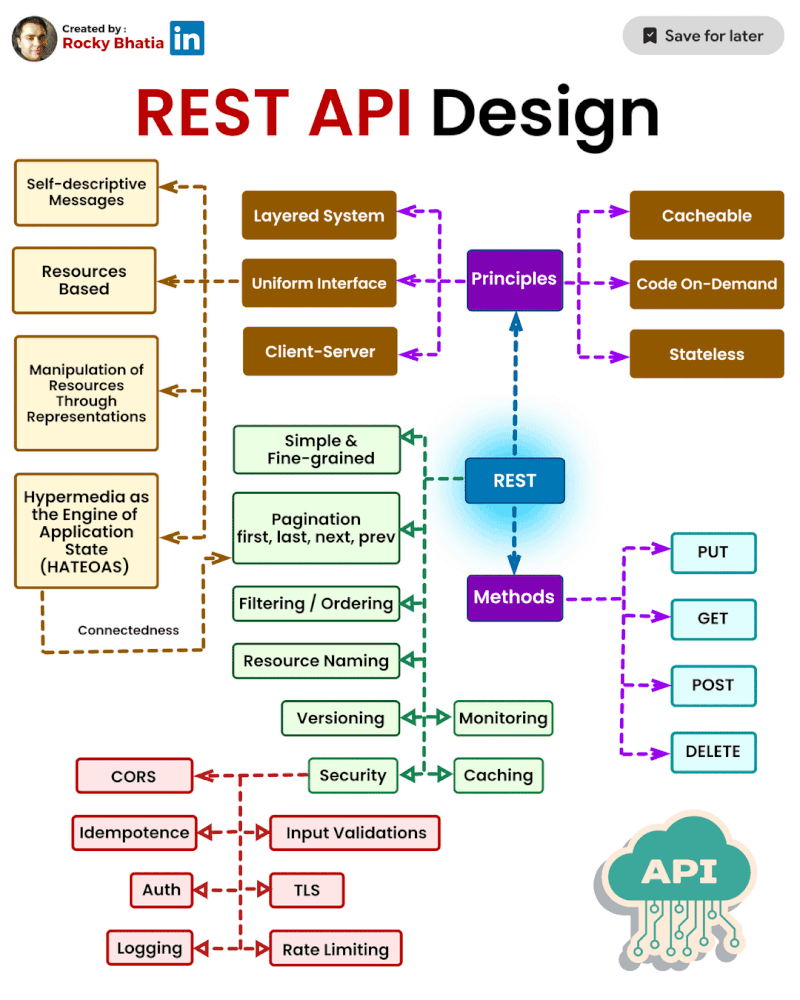 Created by :
Rocky Bhatia
in
Save for later
REST API Design
Self-descriptive
Messages
Resources
Based
Manipulation of
Resources
Through
Representations
Hypermedia as
the Engine of
Application
State
(HATEOAS)
Connectedness
Layered System
Uniform Interface
Client-Server
Principles
Cacheable
Code On-Demand
Stateless
REST
Simple &
Fine-grained
Pagination
first, last, next, prev
Filtering / Ordering
Resource Naming
Versioning
Monitoring
Security
Caching
Methods
PUT
GET
POST
DELETE
CORS
Idempotence
Input Validations
Auth
TLS
Logging
Rate Limiting
API